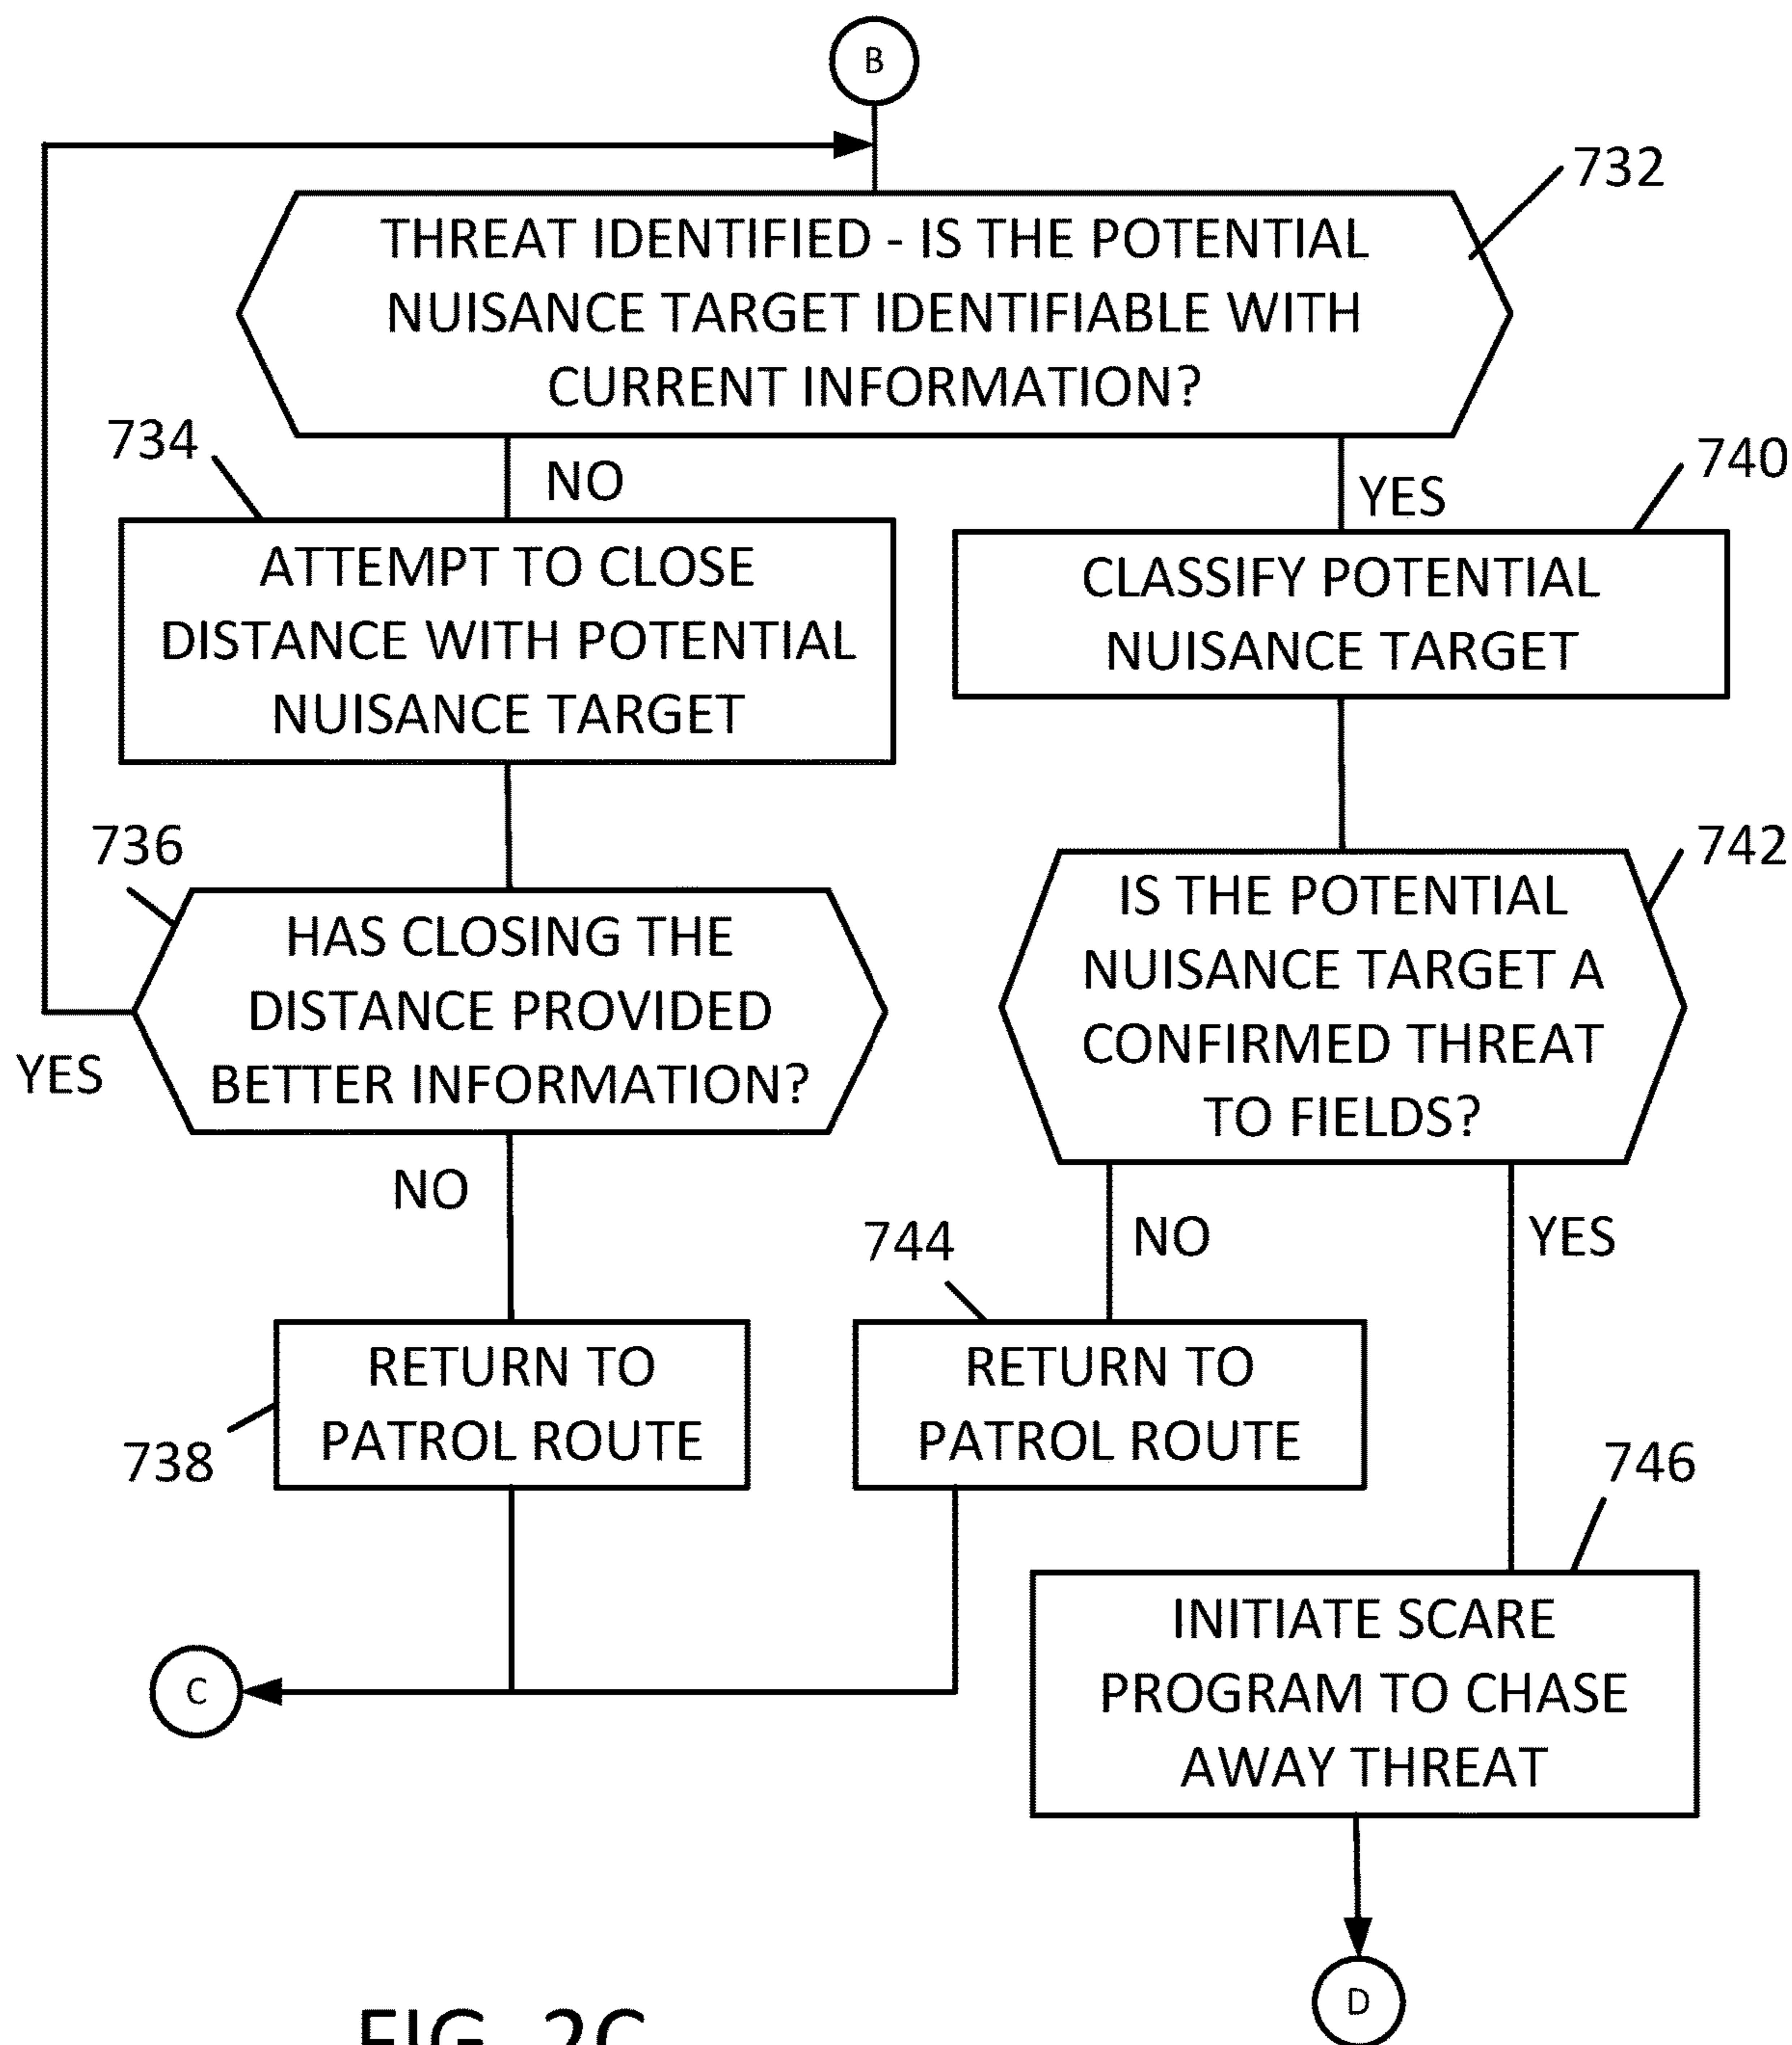 B
732
THREAT IDENTIFIED - IS THE POTENTIAL
NUISANCE TARGET IDENTIFIABLE WITH
CURRENT INFORMATION?
734
NO
YES
740
ATTEMPT TO CLOSE
DISTANCE WITH POTENTIAL
NUISANCE TARGET
CLASSIFY POTENTIAL
NUISANCE TARGET
736
HAS CLOSING THE
DISTANCE PROVIDED
BETTER INFORMATION?
YES
NO
742
IS THE POTENTIAL
NUISANCE TARGET A
CONFIRMED THREAT
TO FIELDS?
744
NO
YES
RETURN TO
PATROL ROUTE
738
RETURN TO
PATROL ROUTE
746
INITIATE SCARE
PROGRAM TO CHASE
AWAY THREAT
C
D
FIG. 2C